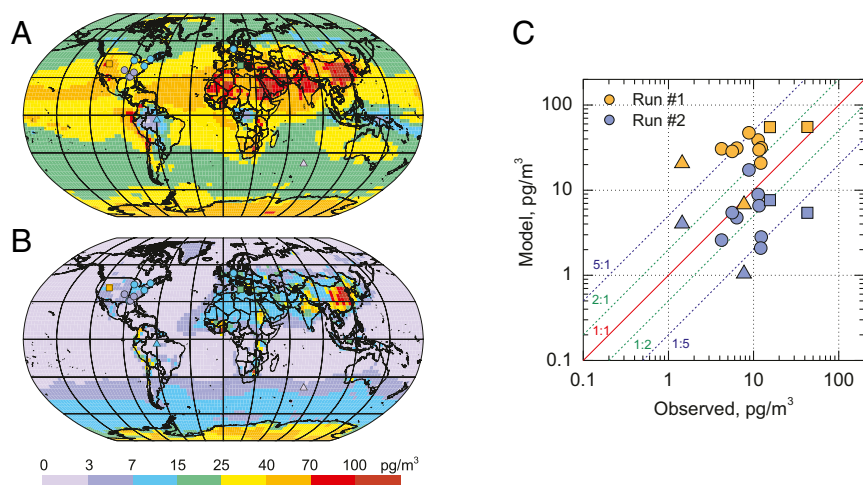 A
B
0 3 7 15 25 40 70 100 pg/m³
C
Run #1
Run #2
Model, pg/m³
100
10
1
0.1
5:1
2:1
1:1
1:2
1:5
0.1 1 10 100
Observed, pg/m³